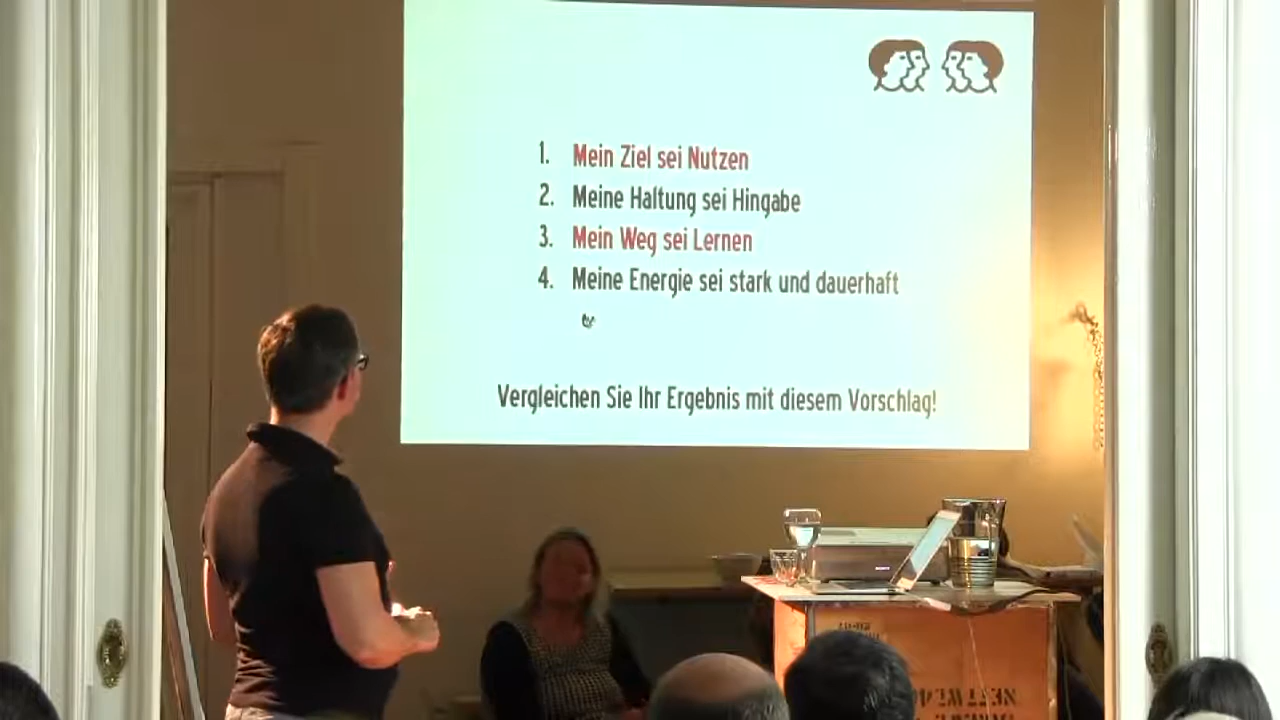 1. Mein Ziel sei Nutzen
2. Meine Haltung sei Hingabe
3. Mein Weg sei Lernen
4. Meine Energie sei stark und dauerhaft
Vergleichen Sie Ihr Ergebnis mit diesem Vorschlag!
SONY